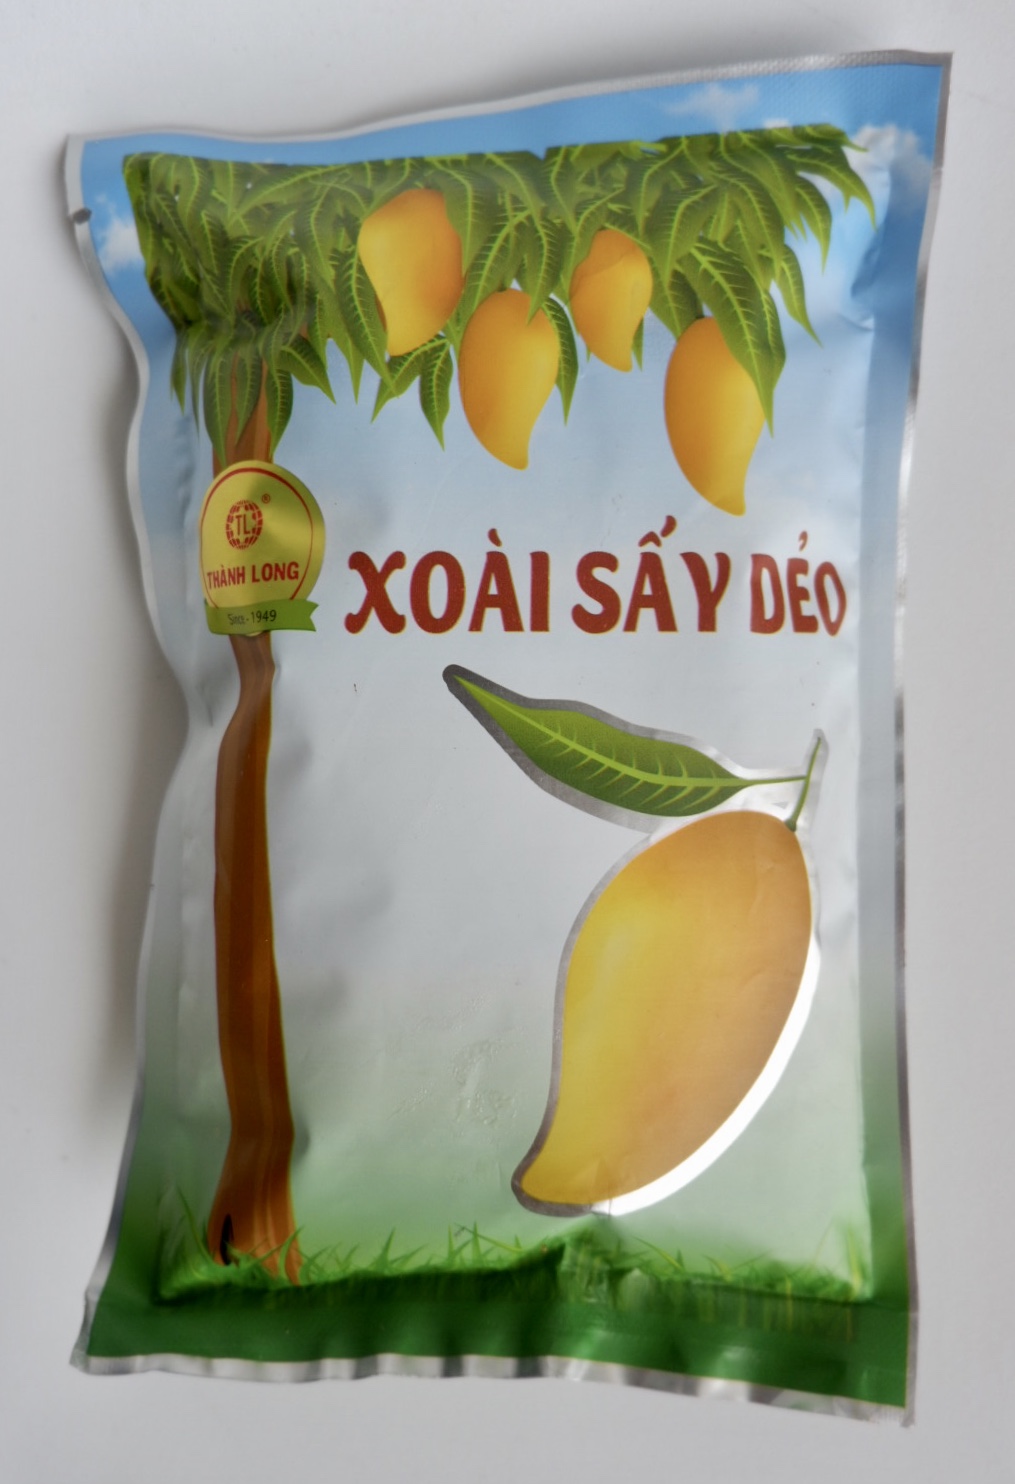 TL ®
THÀNH LONG
Since - 1949
XOÀI SẤY DẺO